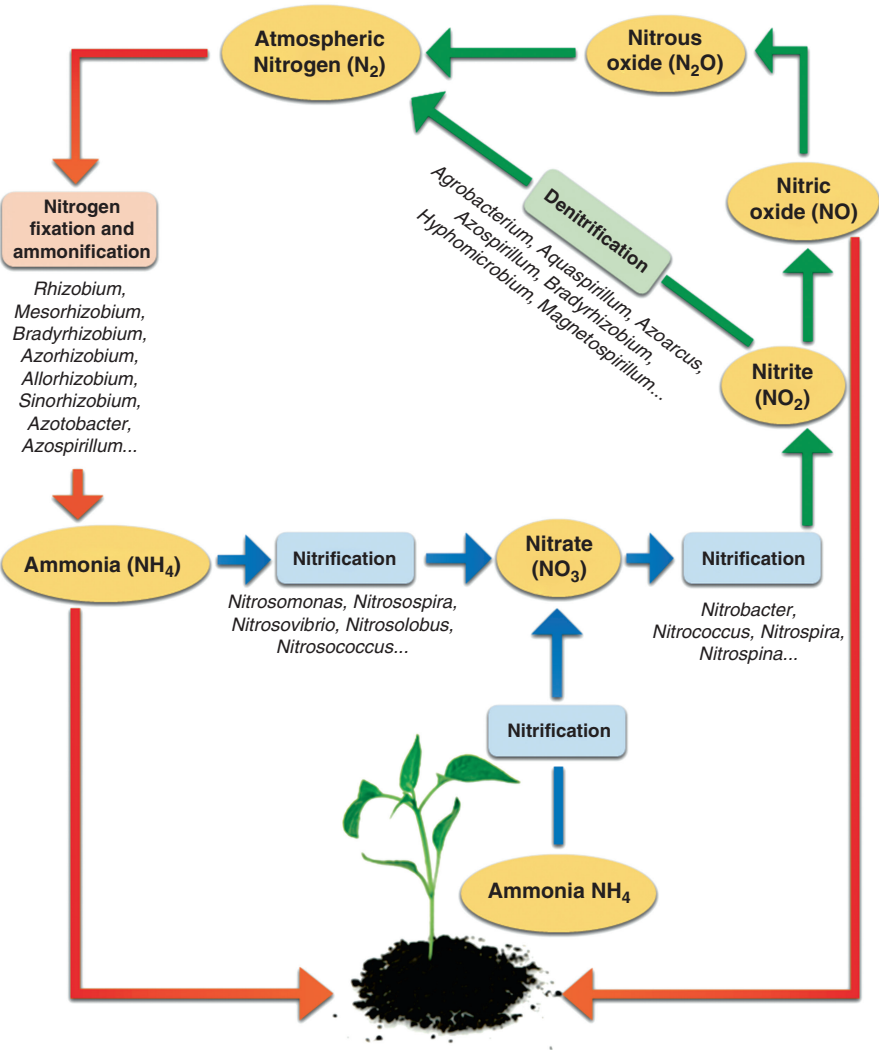 Atmospheric
Nitrogen (N₂)
Nitrous
oxide (N₂O)
Nitric
oxide (NO)
Nitrogen
fixation and
ammonification
Rhizobium,
Mesorhizobium,
Bradyrhizobium,
Azorhizobium,
Allorhizobium,
Sinorhizobium,
Azotobacter,
Azospirillum...
Denitrification
Agrobacterium, Aquaspirillum, Azoarcus,
Azospirillum, Bradyrhizobium,
Hyphomicrobium, Magnetospirillum...
Nitrite
(NO₂)
Ammonia (NH₄)
Nitrification
Nitrosomonas, Nitrosospira,
Nitrosovibrio, Nitrosolobus,
Nitrosococcus...
Nitrate
(NO₃)
Nitrification
Nitrobacter,
Nitrococcus, Nitrospira,
Nitrospina...
Nitrification
Ammonia NH₄